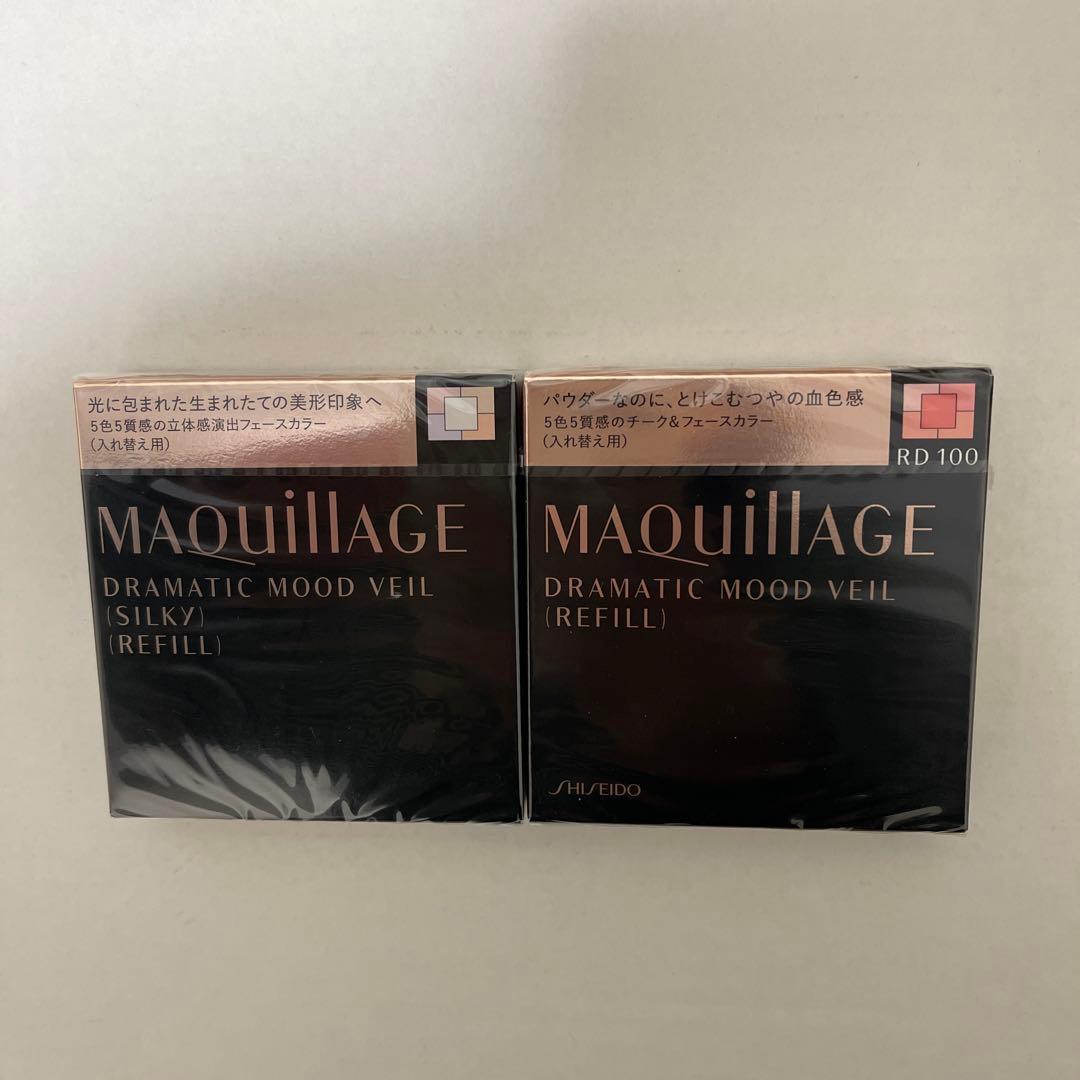 光に包まれた生まれたての美形印象へ
5色5質感の立体感演出フェースカラー
(入れ替え用)
MAQuillAGE
DRAMATIC MOOD VEIL
(SILKY)
(REFILL)
パウダーなのに、とけこむつやの血色感
5色5質感のチーク&フェースカラー
(入れ替え用)
RD 100
MAQuillAGE
DRAMATIC MOOD VEIL
(REFILL)
SHISEIDO